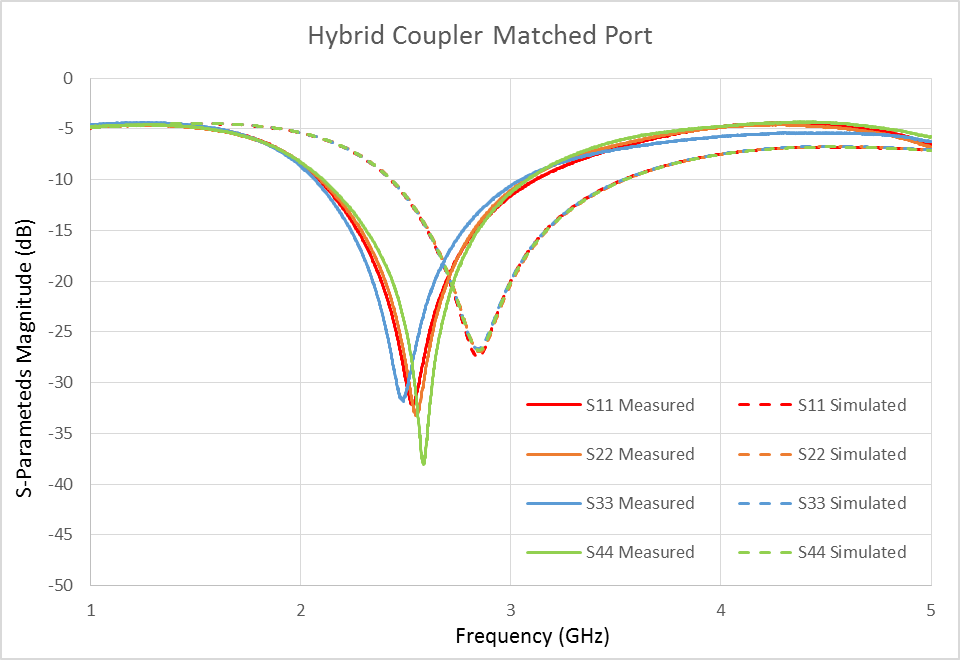 Hybrid Coupler Matched Port
S-Parameteds Magnitude (dB)
0
-5
-10
-15
-20
-25
-30
-35
-40
-45
-50
S11 Measured
S11 Simulated
S22 Measured
S22 Simulated
S33 Measured
S33 Simulated
S44 Measured
S44 Simulated
1
2
3
4
5
Frequency (GHz)